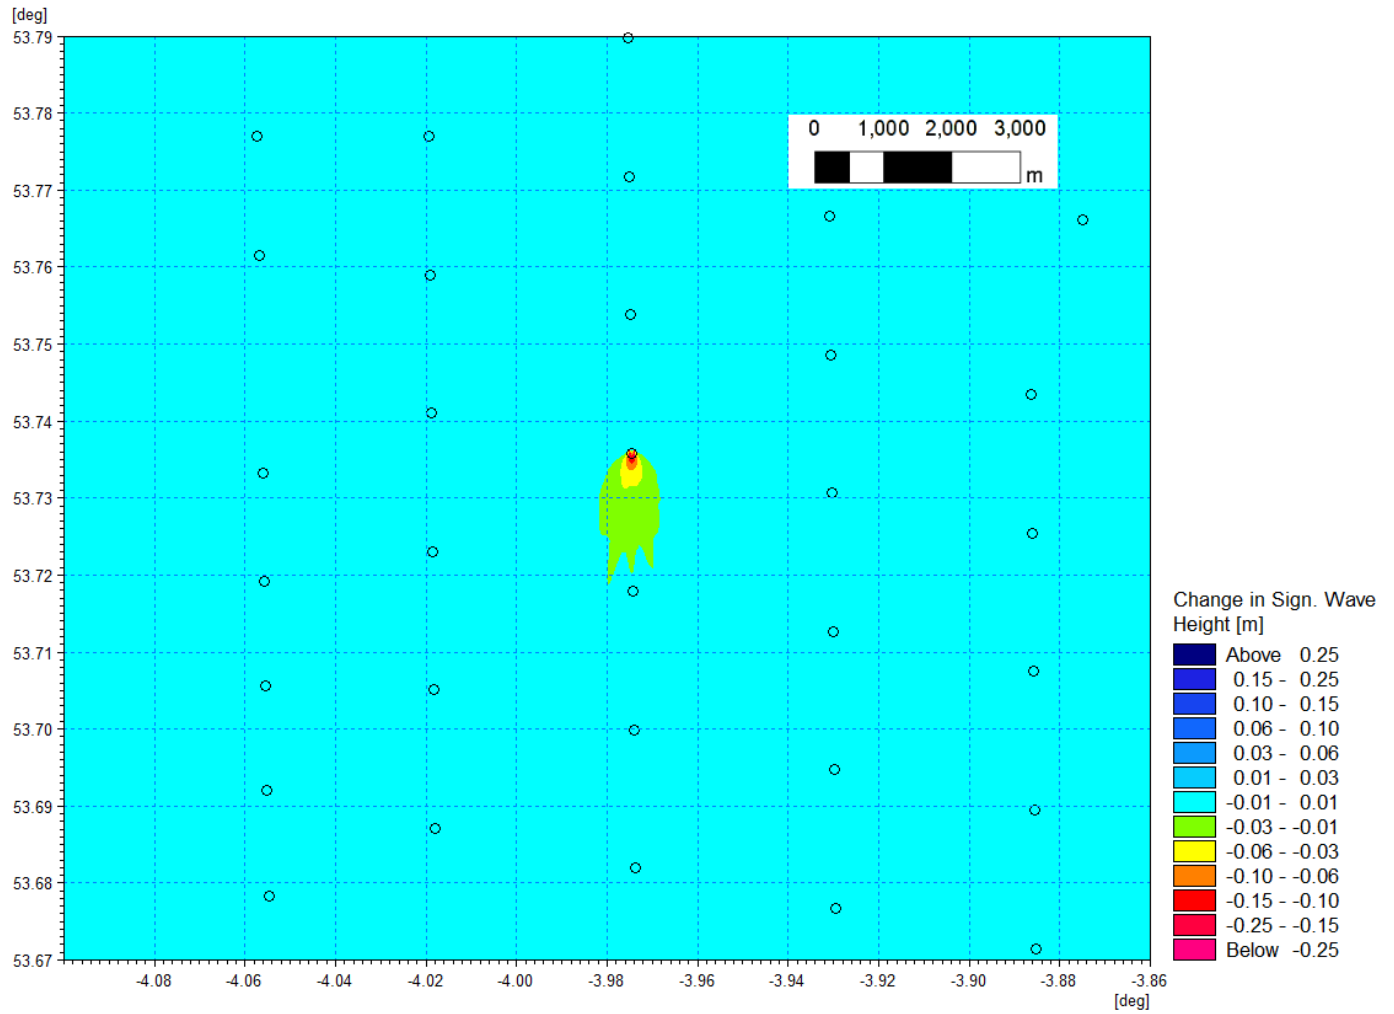 [deg]
53.79
53.78
53.77
53.76
53.75
53.74
53.73
53.72
53.71
53.70
53.69
53.68
53.67
0 1,000 2,000 3,000
m
-4.08 -4.06 -4.04 -4.02 -4.00 -3.98 -3.96 -3.94 -3.92 -3.90 -3.88 -3.86
[deg]
Change in Sign. Wave
Height [m]
Above 0.25
0.15 - 0.25
0.10 - 0.15
0.06 - 0.10
0.03 - 0.06
0.01 - 0.03
-0.01 - 0.01
-0.03 - -0.01
-0.06 - -0.03
-0.10 - -0.06
-0.15 - -0.10
-0.25 - -0.15
Below -0.25